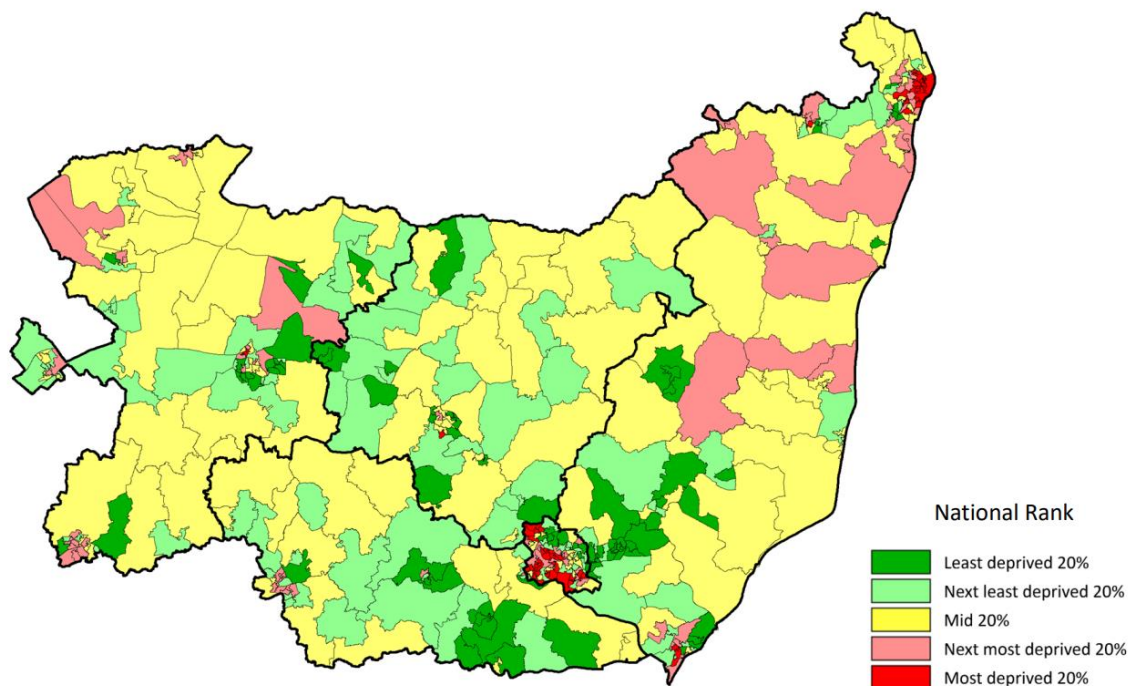 National Rank
Least deprived 20%
Next least deprived 20%
Mid 20%
Next most deprived 20%
Most deprived 20%